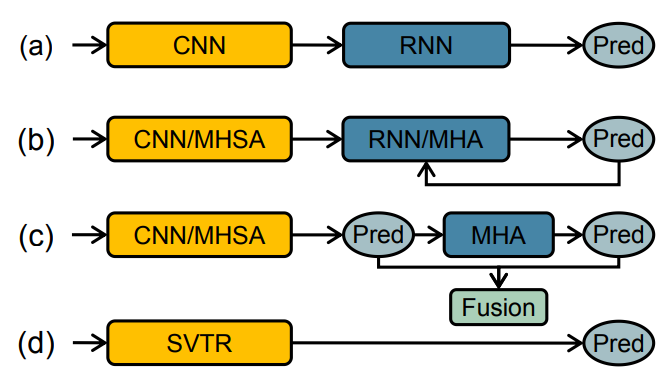 (a) CNN RNN Pred
(b) CNN/MHSA RNN/MHA Pred
(c) CNN/MHSA Pred MHA Pred
Fusion
(d) SVTR Pred